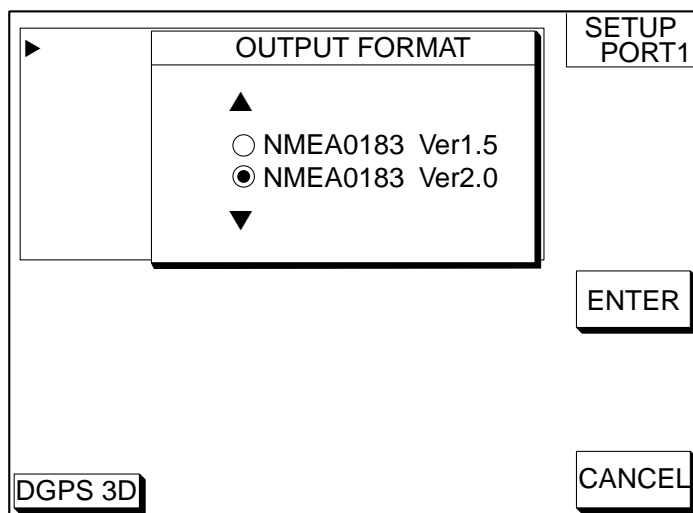 OUTPUT FORMAT
SETUP
PORT1
NMEA0183 Ver1.5
NMEA0183 Ver2.0
ENTER
CANCEL
DGPS 3D